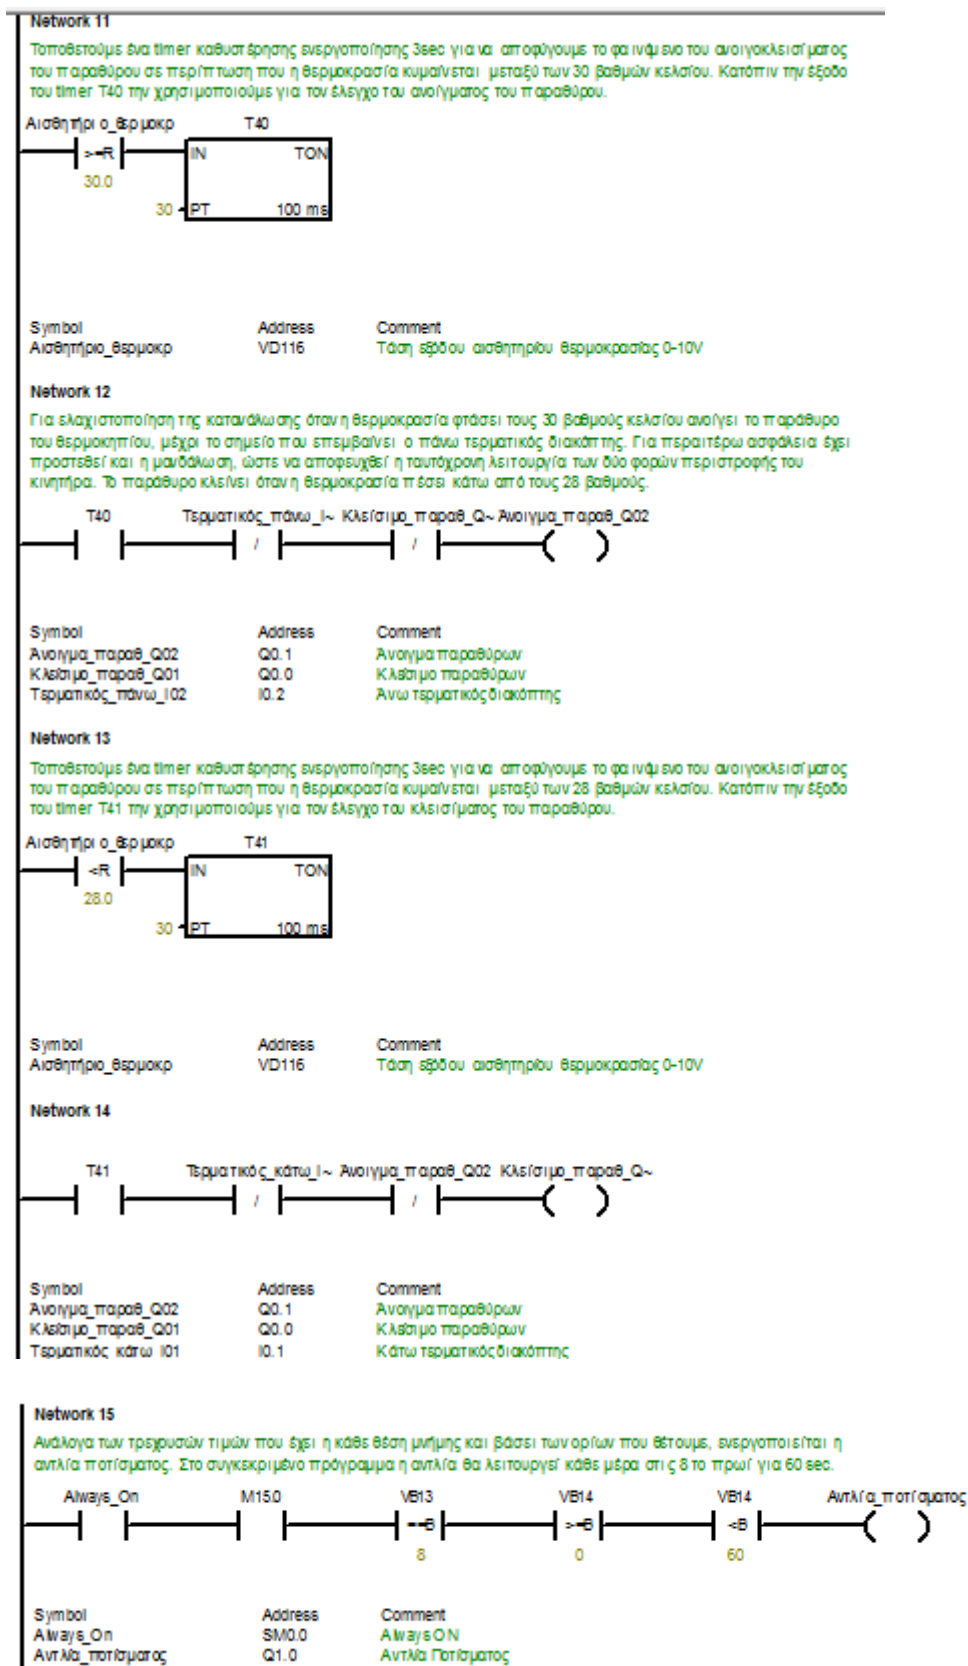 Network 11
Τοποθετούμε ένα timer καθυστέρησης ενεργοποίησης 3sec για να αποφύγουμε το φαινόμενο του ανοιγοκλεισίματος
του παραθύρου σε περίπτωση που η θερμοκρασία κυμαίνεται μεταξύ των 30 βαθμών κελσίου. Κατόπιν την έξοδο
του timer T40 την χρησιμοποιούμε για τον έλεγχο του ανοίγματος του παραθύρου.
Αισθητήριο_θερμοκρ T40
>=R IN TON
30.0
30 PT 100 ms
Symbol Address Comment
Αισθητήριο_θερμοκρ VD116 Τάση εξόδου αισθητηρίου θερμοκρασίας 0-10V
Network 12
Για ελαχιστοποίηση της κατανάλωσης όταν η θερμοκρασία φτάσει τους 30 βαθμούς κελσίου ανοίγει το παράθυρο
του θερμοκηπίου, μέχρι το σημείο που επεμβαίνει ο πάνω τερματικός διακόπτης. Για περαιτέρω ασφάλεια έχει
προστεθεί και η μανδάλωση, ώστε να αποφευχθεί η ταυτόχρονη λειτουργία των δύο φορών περιστροφής του
κινητήρα. Το παράθυρο κλείνει όταν η θερμοκρασία πέσει κάτω από τους 28 βαθμούς.
T40 Τερματικός_πάνω_I~ Κλείσιμο_παραθ_Q~ Άνοιγμα_παραθ_Q02
/ /
Symbol Address Comment
Άνοιγμα_παραθ_Q02 Q0.1 Άνοιγμα παραθύρων
Κλείσιμο_παραθ_Q01 Q0.0 Κλείσιμο παραθύρων
Τερματικός_πάνω_I02 I0.2 Άνω τερματικός διακόπτης
Network 13
Τοποθετούμε ένα timer καθυστέρησης ενεργοποίησης 3sec για να αποφύγουμε το φαινόμενο του ανοιγοκλεισίματος
του παραθύρου σε περίπτωση που η θερμοκρασία κυμαίνεται μεταξύ των 28 βαθμών κελσίου. Κατόπιν την έξοδο
του timer T41 την χρησιμοποιούμε για τον έλεγχο του κλεισίματος του παραθύρου.
Αισθητήριο_θερμοκρ T41
<R IN TON
28.0
30 PT 100 ms
Symbol Address Comment
Αισθητήριο_θερμοκρ VD116 Τάση εξόδου αισθητηρίου θερμοκρασίας 0-10V
Network 14
T41 Τερματικός_κάτω_I~ Άνοιγμα_παραθ_Q02 Κλείσιμο_παραθ_Q~
/ /
Symbol Address Comment
Άνοιγμα_παραθ_Q02 Q0.1 Άνοιγμα παραθύρων
Κλείσιμο_παραθ_Q01 Q0.0 Κλείσιμο παραθύρων
Τερματικός_κάτω_I01 I0.1 Κάτω τερματικός διακόπτης
Network 15
Ανάλογα των τρεχρυσών τιμών που έχει η κάθε θέση μνήμης και βάσει των ορίων που θέτουμε, ενεργοποιείται η
αντλία ποτίσματος. Στο συγκεκριμένο πρόγραμμα η αντλία θα λειτουργεί κάθε μέρα στις 8 το πρωί για 60 sec.
Always_On M15.0 VB13 VB14 VB14 Αντλία_ποτίσματος
==B >=B <B
8 0 60
Symbol Address Comment
Always_On SM0.0 Always ON
Αντλία_ποτίσματος Q1.0 Αντλία Ποτίσματος